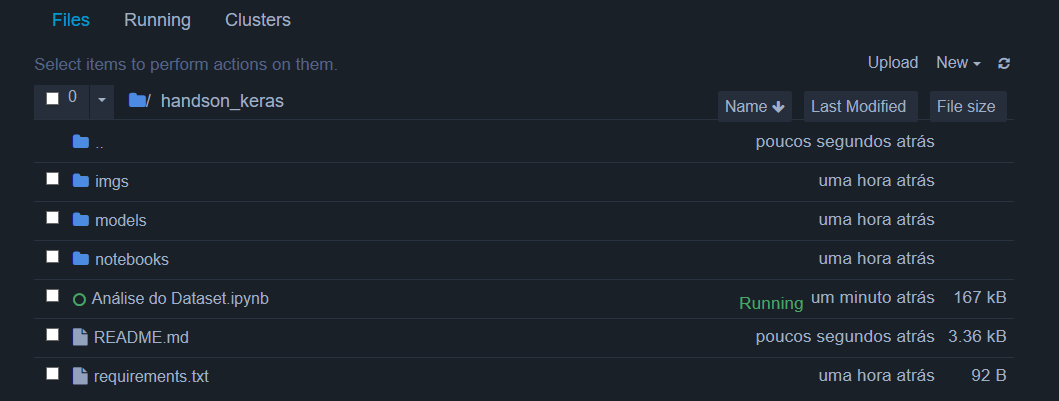 Files Running Clusters
Select items to perform actions on them. Upload New
0 / handson_keras Name Last Modified File size
.. poucos segundos atrás
imgs uma hora atrás
models uma hora atrás
notebooks uma hora atrás
Análise do Dataset.ipynb Running um minuto atrás 167 kB
README.md poucos segundos atrás 3.36 kB
requirements.txt uma hora atrás 92 B